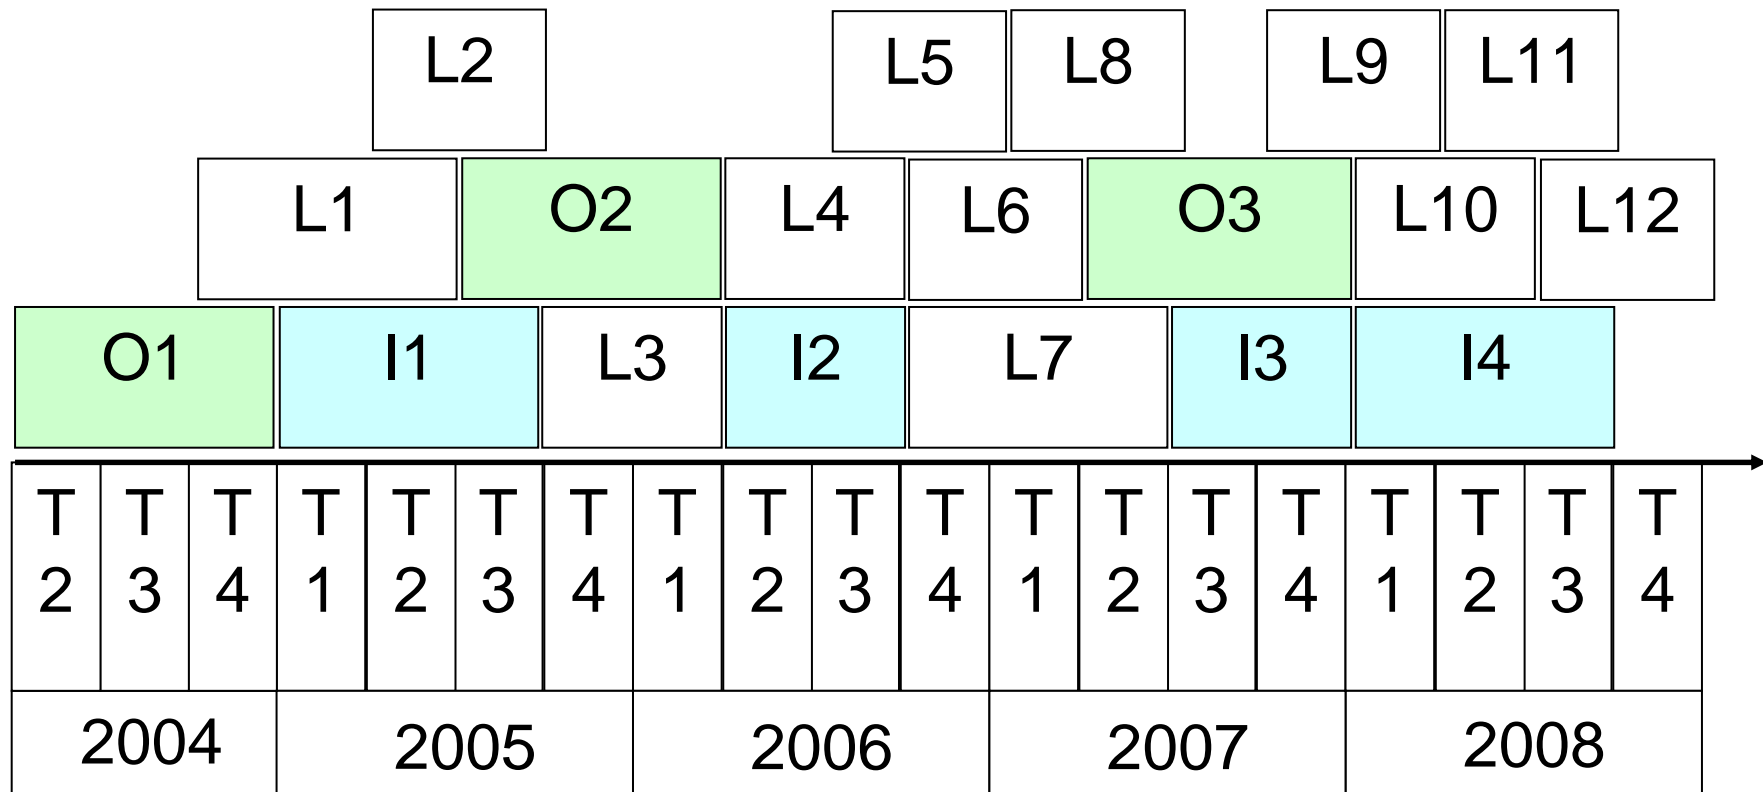 L2 L5 L8 L9 L11
L1 O2 L4 L6 O3 L10 L12
O1 I1 L3 I2 L7 I3 I4
T T T T T T T T T T T T T T T T T T T
2 3 4 1 2 3 4 1 2 3 4 1 2 3 4 1 2 3 4
2004 2005 2006 2007 2008